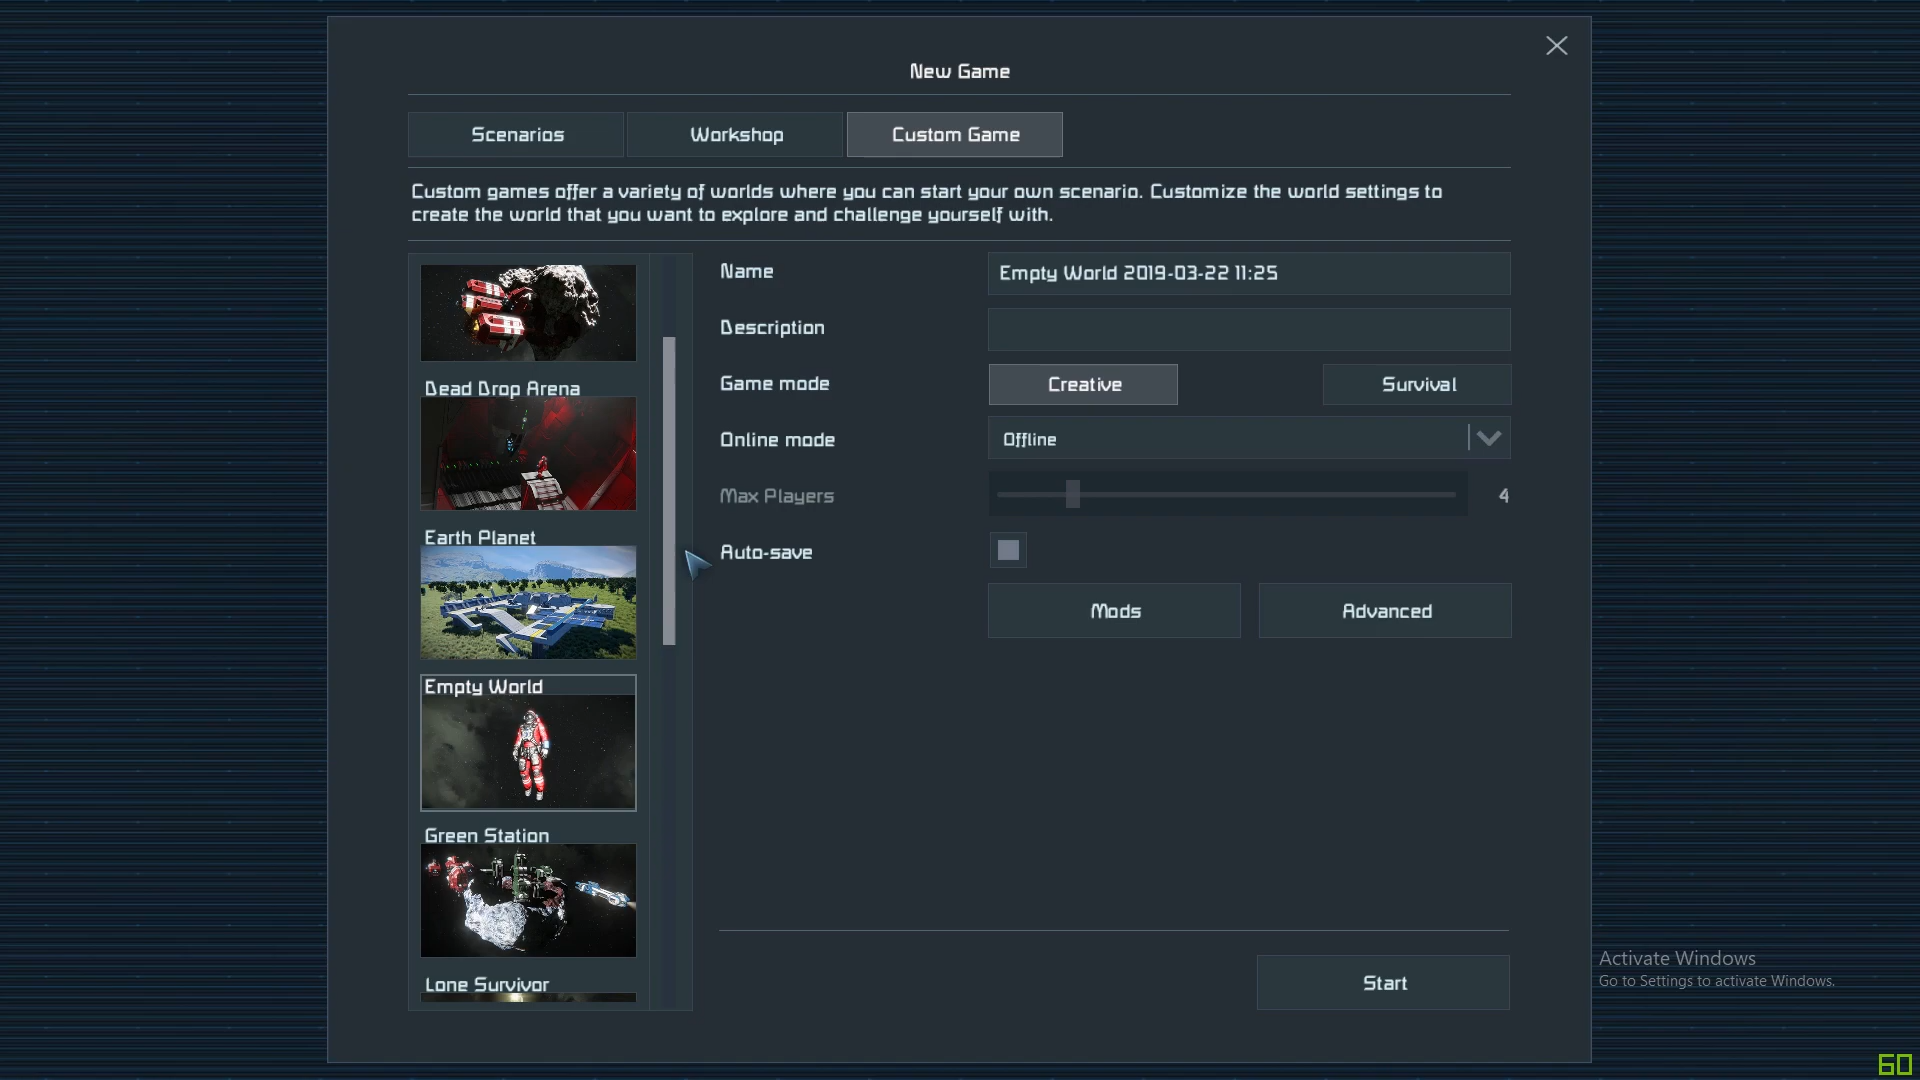 New Game
Scenarios
Workshop
Custom Game
Custom games offer a variety of worlds where you can start your own scenario. Customize the world settings to
create the world that you want to explore and challenge yourself with.
Dead Drop Arena
Earth Planet
Empty World
Green Station
Lone Survivor
Name
Empty World 2019-03-22 11:25
Description
Game mode
Creative
Survival
Online mode
Offline
Max Players
4
Auto-save
Mods
Advanced
Start
Activate Windows
Go to Settings to activate Windows.
60